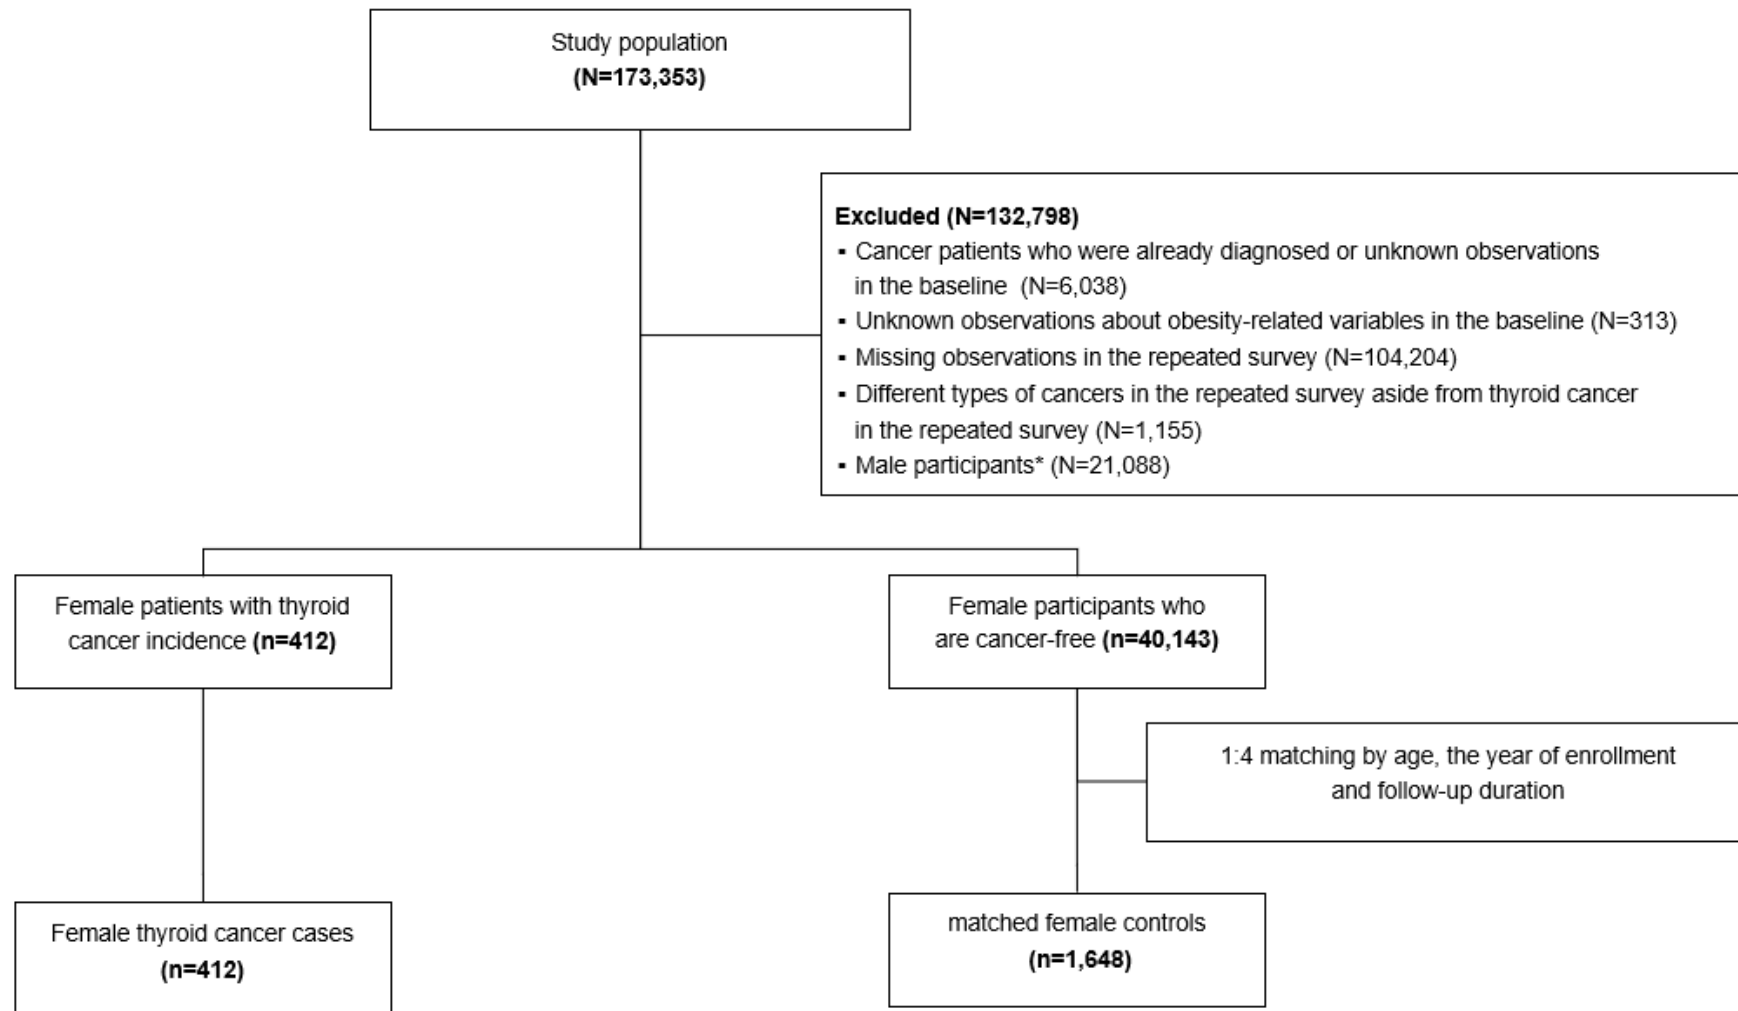 Study population
(N=173,353)
Excluded (N=132,798)
▪ Cancer patients who were already diagnosed or unknown observations
in the baseline (N=6,038)
▪ Unknown observations about obesity-related variables in the baseline (N=313)
▪ Missing observations in the repeated survey (N=104,204)
▪ Different types of cancers in the repeated survey aside from thyroid cancer
in the repeated survey (N=1,155)
▪ Male participants* (N=21,088)
Female patients with thyroid
cancer incidence (n=412)
Female participants who
are cancer-free (n=40,143)
1:4 matching by age, the year of enrollment
and follow-up duration
Female thyroid cancer cases
(n=412)
matched female controls
(n=1,648)